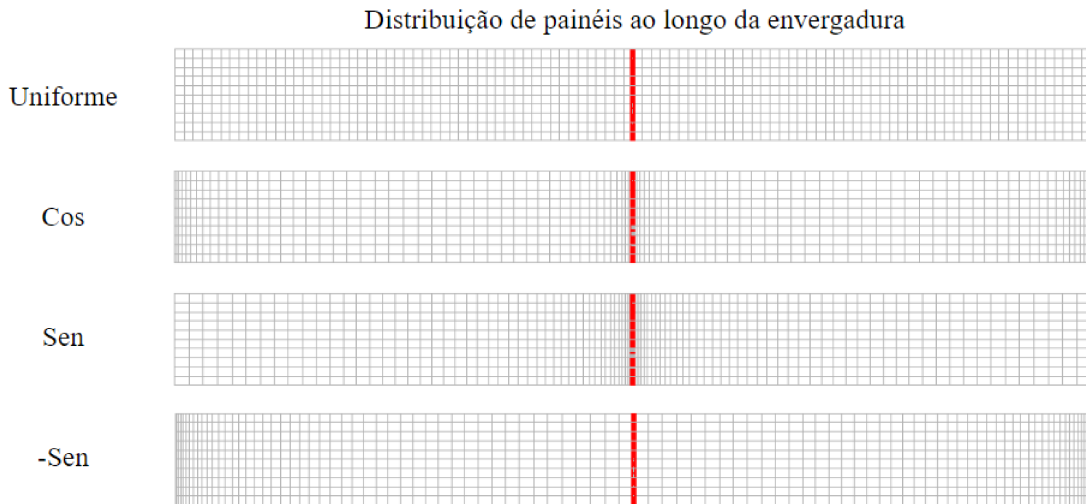 Distribuição de painéis ao longo da envergadura
Uniforme
Cos
Sen
-Sen